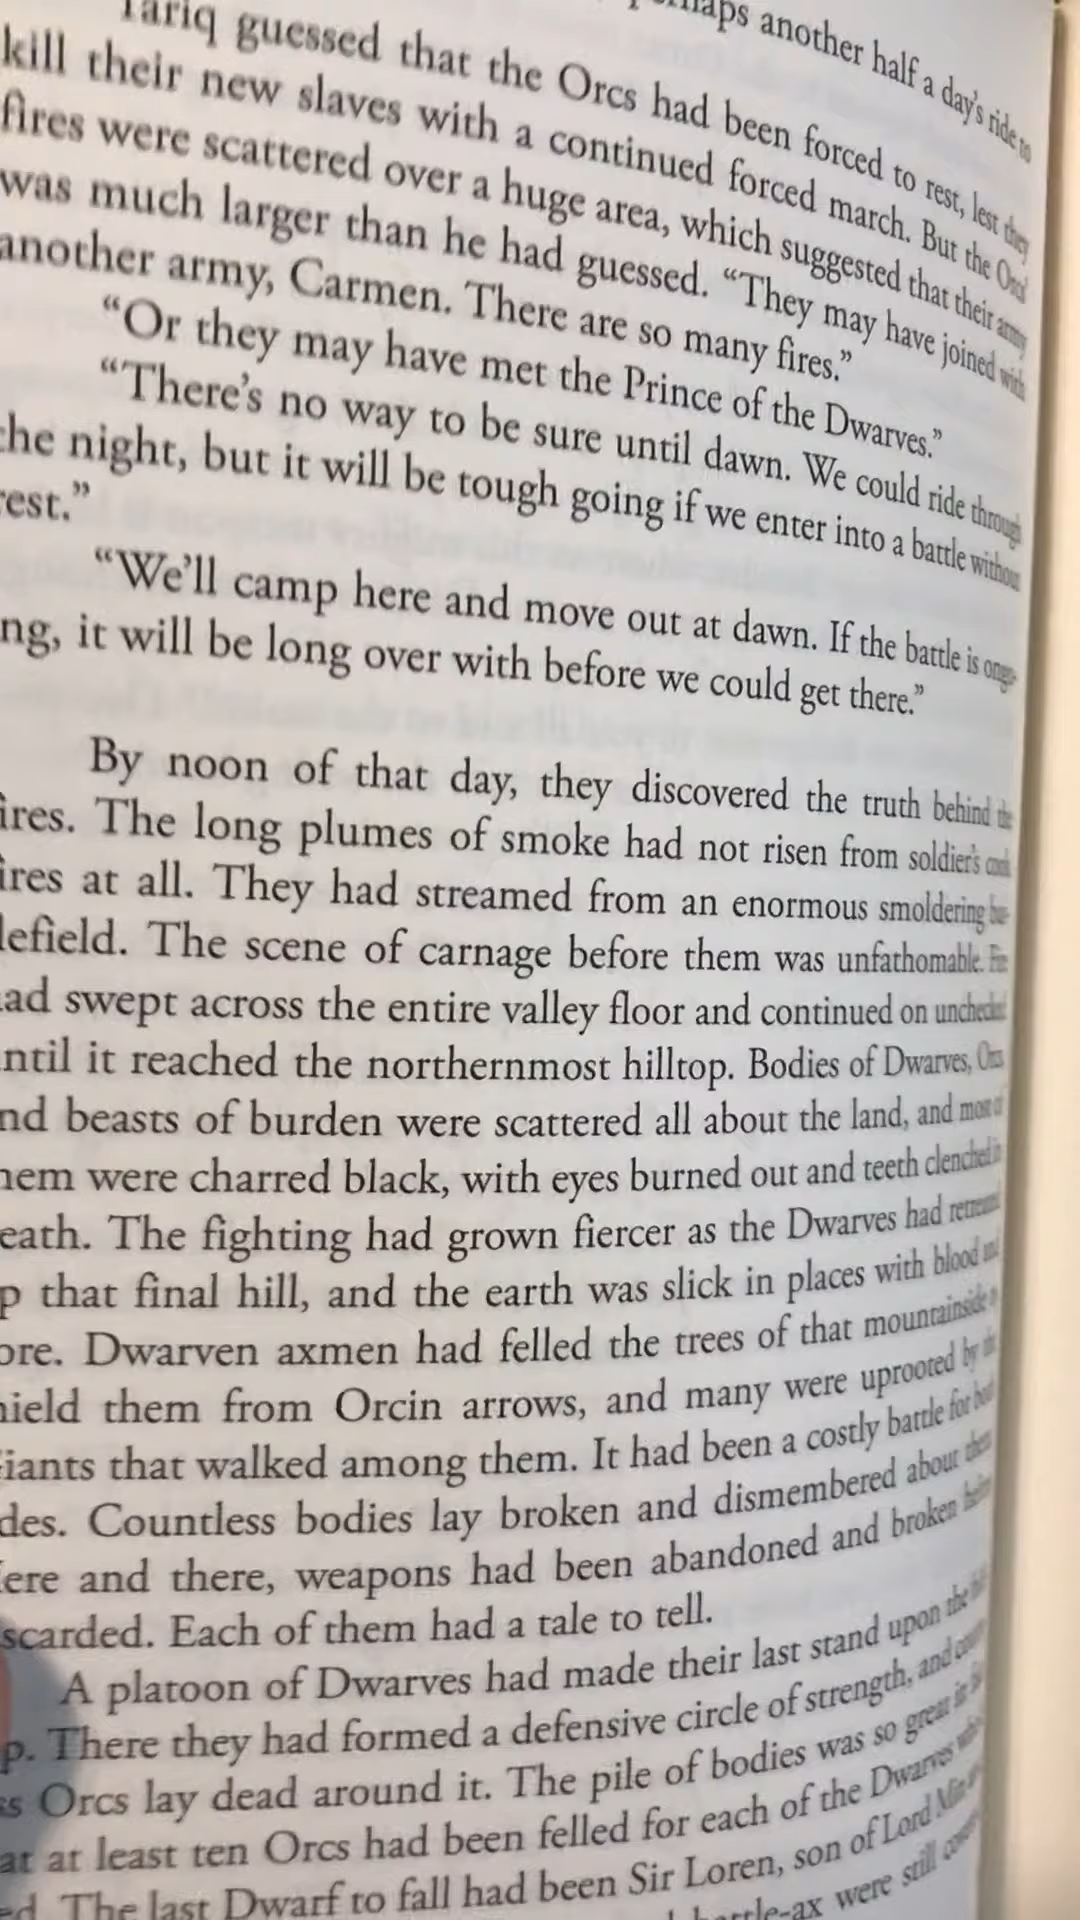 perhaps another half a day's ride to
Tariq guessed that the Orcs had been forced to rest, lest they
kill their new slaves with a continued forced march. But the Orcs'
fires were scattered over a huge area, which suggested that their army
was much larger than he had guessed. “They may have joined with
another army, Carmen. There are so many fires.”
“Or they may have met the Prince of the Dwarves.”
“There’s no way to be sure until dawn. We could ride through
the night, but it will be tough going if we enter into a battle without
rest.”
“We’ll camp here and move out at dawn. If the battle is ongo-
ng, it will be long over with before we could get there.”
By noon of that day, they discovered the truth behind the
ires. The long plumes of smoke had not risen from soldier’s cook
ires at all. They had streamed from an enormous smoldering bat-
lefield. The scene of carnage before them was unfathomable. Fire
ad swept across the entire valley floor and continued on unchecked
ntil it reached the northernmost hilltop. Bodies of Dwarves, Orcs
nd beasts of burden were scattered all about the land, and most of
hem were charred black, with eyes burned out and teeth clenched in
eath. The fighting had grown fiercer as the Dwarves had retreated
p that final hill, and the earth was slick in places with blood and
ore. Dwarven axmen had felled the trees of that mountainside to
hield them from Orcin arrows, and many were uprooted by the
Giants that walked among them. It had been a costly battle for both
des. Countless bodies lay broken and dismembered about them
ere and there, weapons had been abandoned and broken helms
scarded. Each of them had a tale to tell.
A platoon of Dwarves had made their last stand upon the
p. There they had formed a defensive circle of strength, and
ss Orcs lay dead around it. The pile of bodies was so great
at at least ten Orcs had been felled for each of the Dwarves who
ed. The last Dwarf to fall had been Sir Loren, son of Lord
battle-ax were still